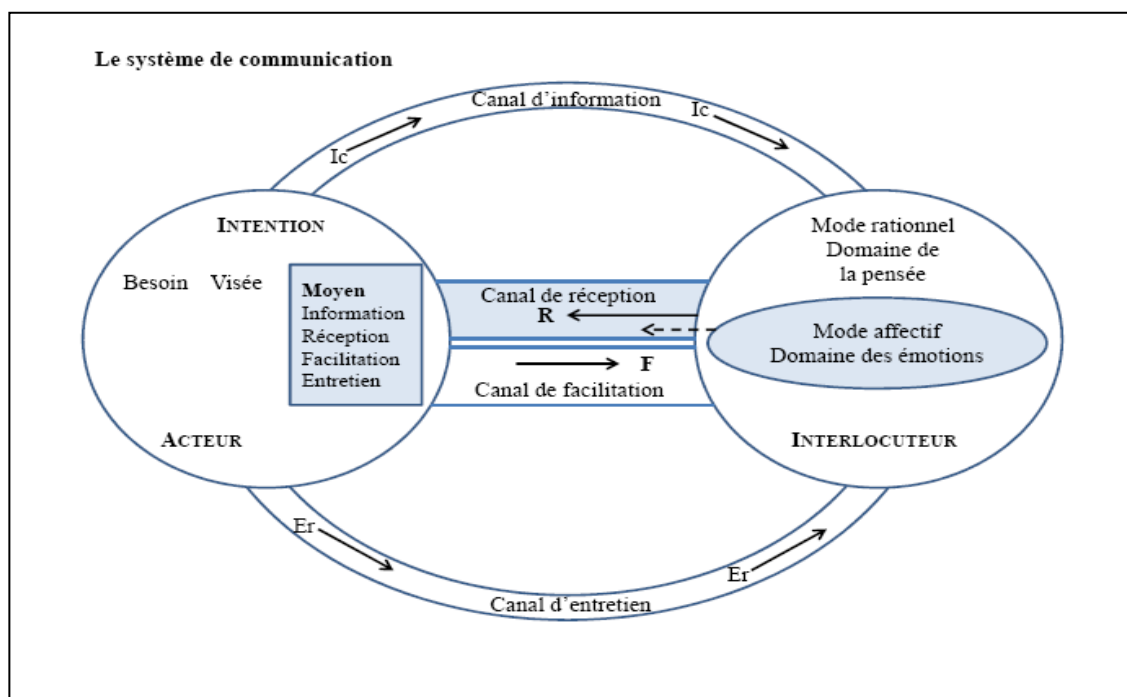 Le système de communication
Canal d'information
Ic
Ic
INTENTION
Besoin Visée
Moyen
Information
Réception
Facilitation
Entretien
ACTEUR
Canal de réception
R
F
Canal de facilitation
Mode rationnel
Domaine de
la pensée
Mode affectif
Domaine des émotions
INTERLOCUTEUR
Er
Er
Canal d'entretien